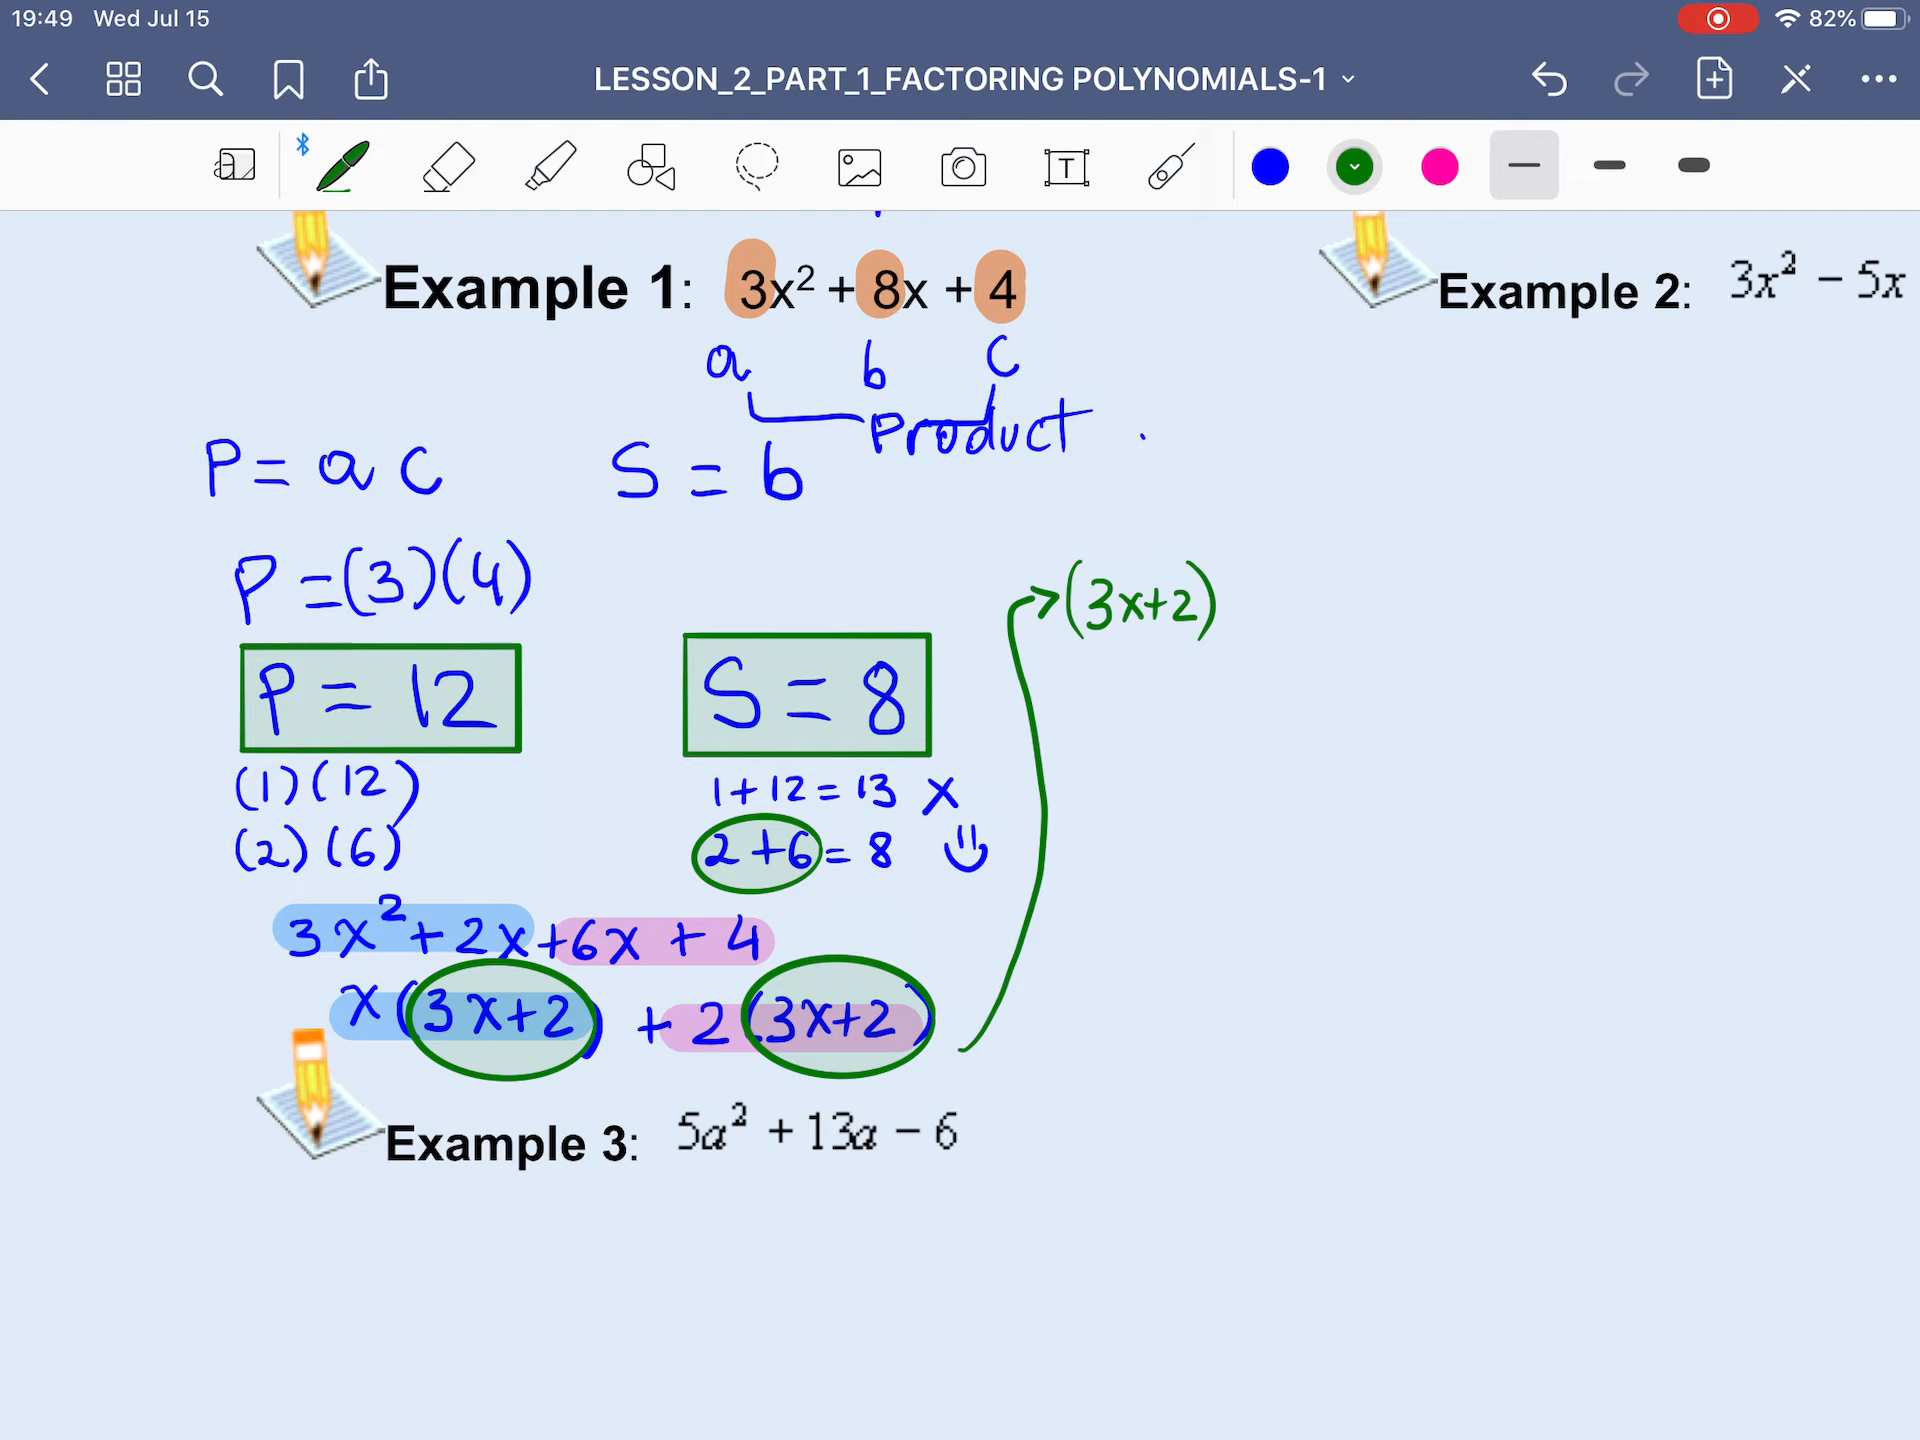 19:49 Wed Jul 15 82%
LESSON_2_PART_1_FACTORING POLYNOMIALS-1
Example 1: 3x² + 8x + 4
Example 2: 3x² − 5x
a b c
Product
P = a c S = b
P = (3)(4)
(3x+2)
P = 12 S = 8
(1)(12) 1+12=13 x
(2)(6) 2+6=8
3x²+2x+6x+4
x(3x+2) +2(3x+2)
Example 3: 5a² + 13a − 6